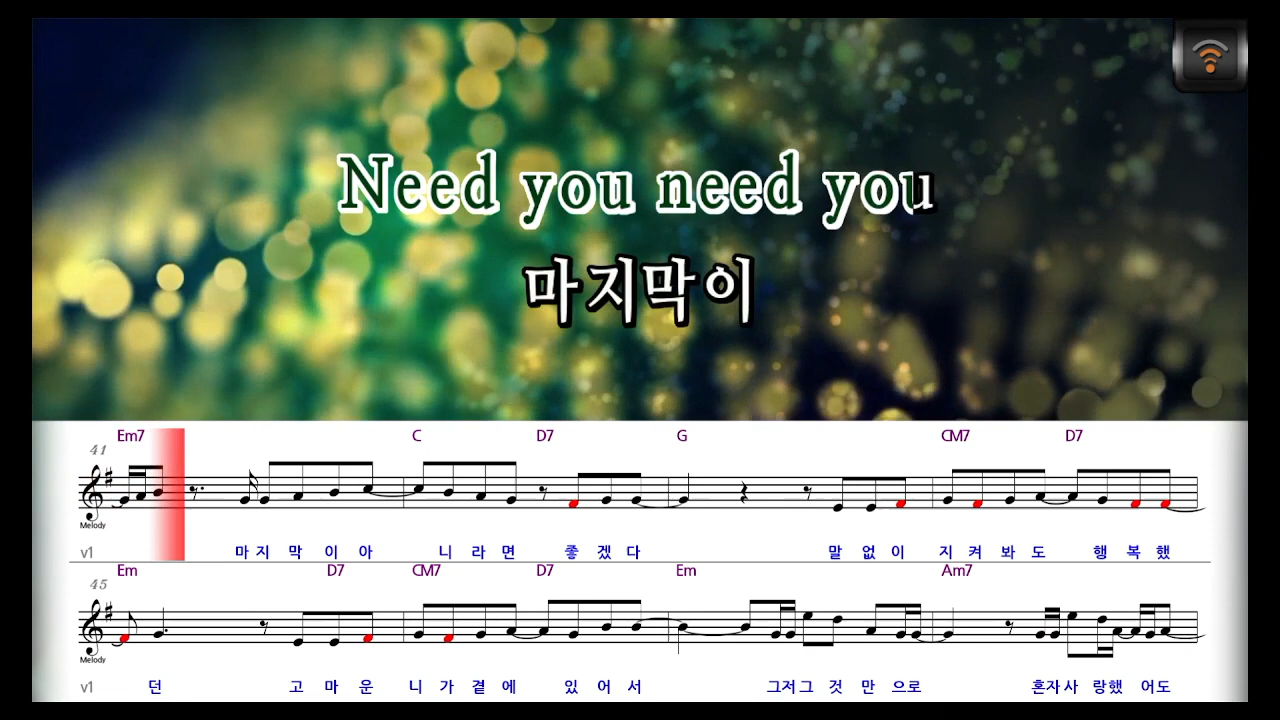 Need you need you
마지막이
Em7 C D7 G CM7 D7
41
Melody
v1 마 지 막 이 아 니 라 면 좋 겠 다 말 없 이 지 켜 봐 도 행 복 했
Em D7 CM7 D7 Em Am7
45
Melody
v1 던 고 마 운 니 가 곁 에 있 어 서 그저 그 것 만 으로 혼자 사 랑했 어도